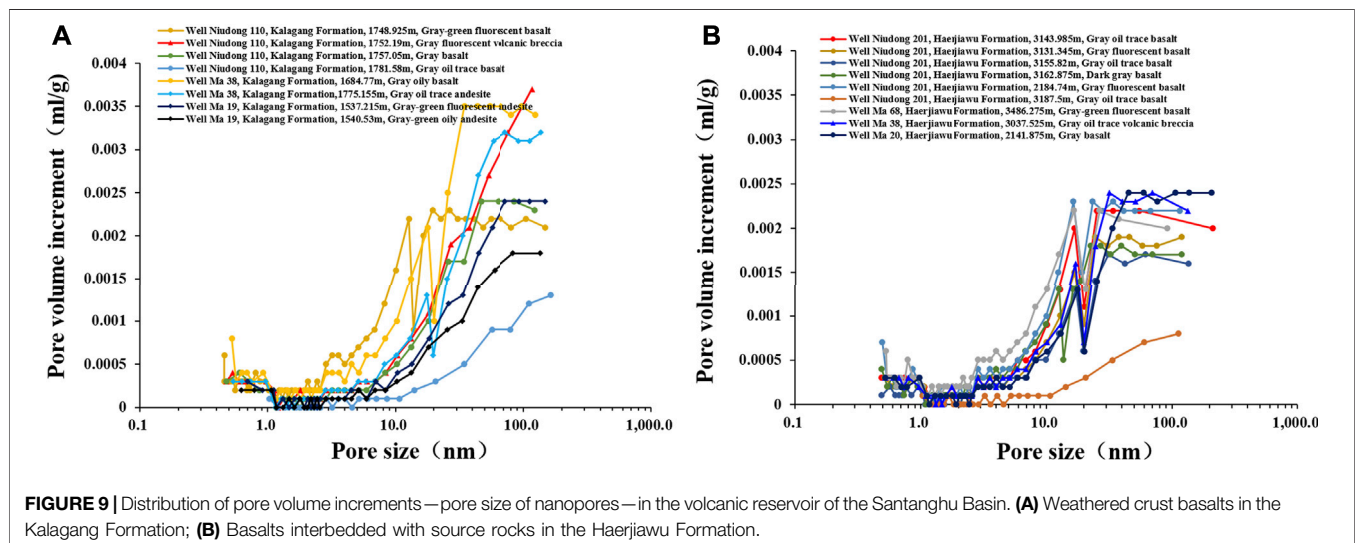 A
Well Niudong 110, Kalagang Formation, 1748.925m, Gray-green fluorescent basalt
Well Niudong 110, Kalagang Formation, 1752.19m, Gray fluorescent volcanic breccia
Well Niudong 110, Kalagang Formation, 1757.05m, Gray basalt
Well Niudong 110, Kalagang Formation, 1781.58m, Gray oil trace basalt
Well Ma 38, Kalagang Formation, 1684.77m, Gray oily basalt
Well Ma 38, Kalagang Formation,1775.155m, Gray oil trace andesite
Well Ma 19, Kalagang Formation, 1537.215m, Gray-green fluorescent andesite
Well Ma 19, Kalagang Formation, 1540.53m, Gray-green oily andesite
Pore volume increment（ml/g）
0.004
0.0035
0.003
0.0025
0.002
0.0015
0.001
0.0005
0
0.1 1.0 10.0 100.0 1,000.0
Pore size（nm）
B
Well Niudong 201, Haerjiawu Formation, 3143.985m, Gray oil trace basalt
Well Niudong 201, Haerjiawu Formation, 3131.345m, Gray fluorescent basalt
Well Niudong 201, Haerjiawu Formation, 3155.82m, Gray oil trace basalt
Well Niudong 201, Haerjiawu Formation, 3162.875m, Dark gray basalt
Well Niudong 201, Haerjiawu Formation, 2184.74m, Gray fluorescent basalt
Well Niudong 201, Haerjiawu Formation, 3187.5m, Gray oil trace basalt
Well Ma 68, Haerjiawu Formation, 3486.275m, Gray-green fluorescent basalt
Well Ma 38, Haerjiawu Formation, 3037.525m, Gray oil trace volcanic breccia
Well Ma 20, Haerjiawu Formation, 2141.875m, Gray basalt
Pore volume increment（ml/g）
0.004
0.0035
0.003
0.0025
0.002
0.0015
0.001
0.0005
0
0.1 1.0 10.0 100.0 1,000.0
Pore size（nm）
FIGURE 9 | Distribution of pore volume increments—pore size of nanopores—in the volcanic reservoir of the Santanghu Basin. (A) Weathered crust basalts in the
Kalagang Formation; (B) Basalts interbedded with source rocks in the Haerjiawu Formation.